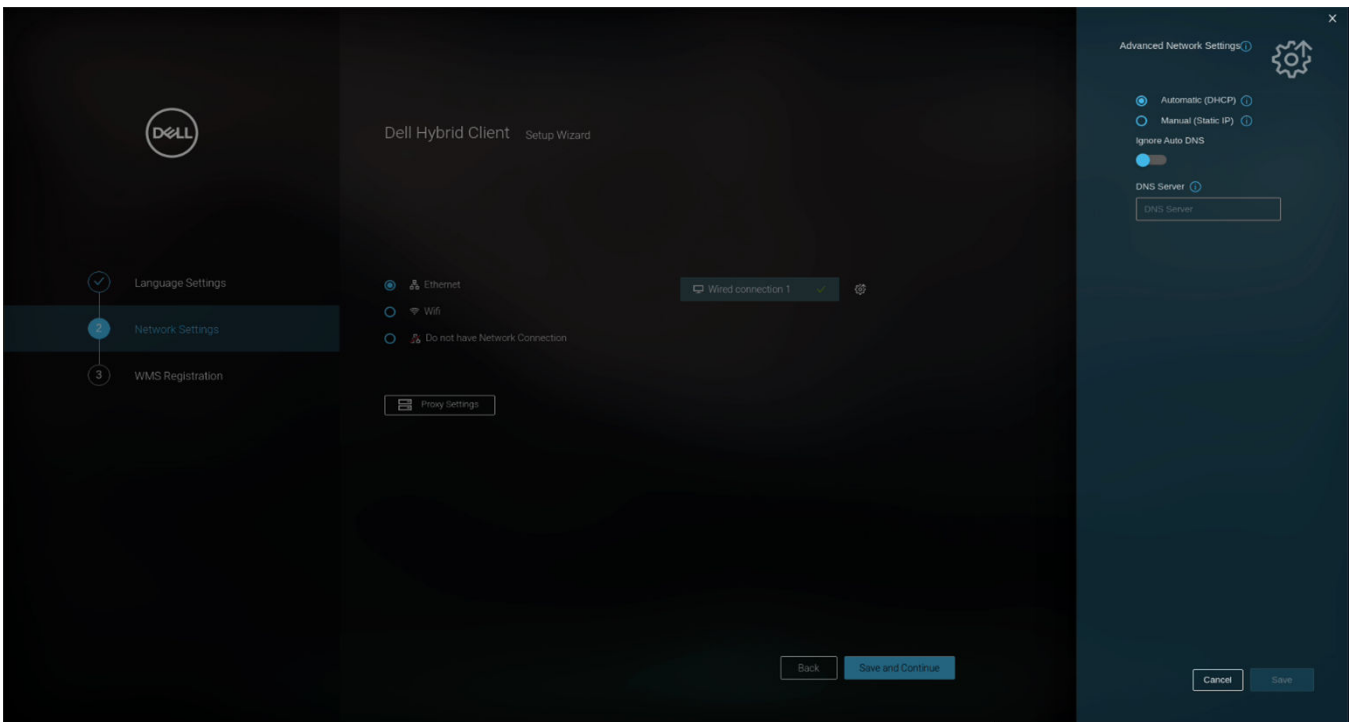 DELL
Dell Hybrid Client Setup Wizard
Language Settings
2 Network Settings
3 WMS Registration
Ethernet
Wifi
Do not have Network Connection
Wired connection 1
Proxy Settings
Back Save and Continue
Advanced Network Settings
Automatic (DHCP)
Manual (Static IP)
Ignore Auto DNS
DNS Server
DNS Server
Cancel Save